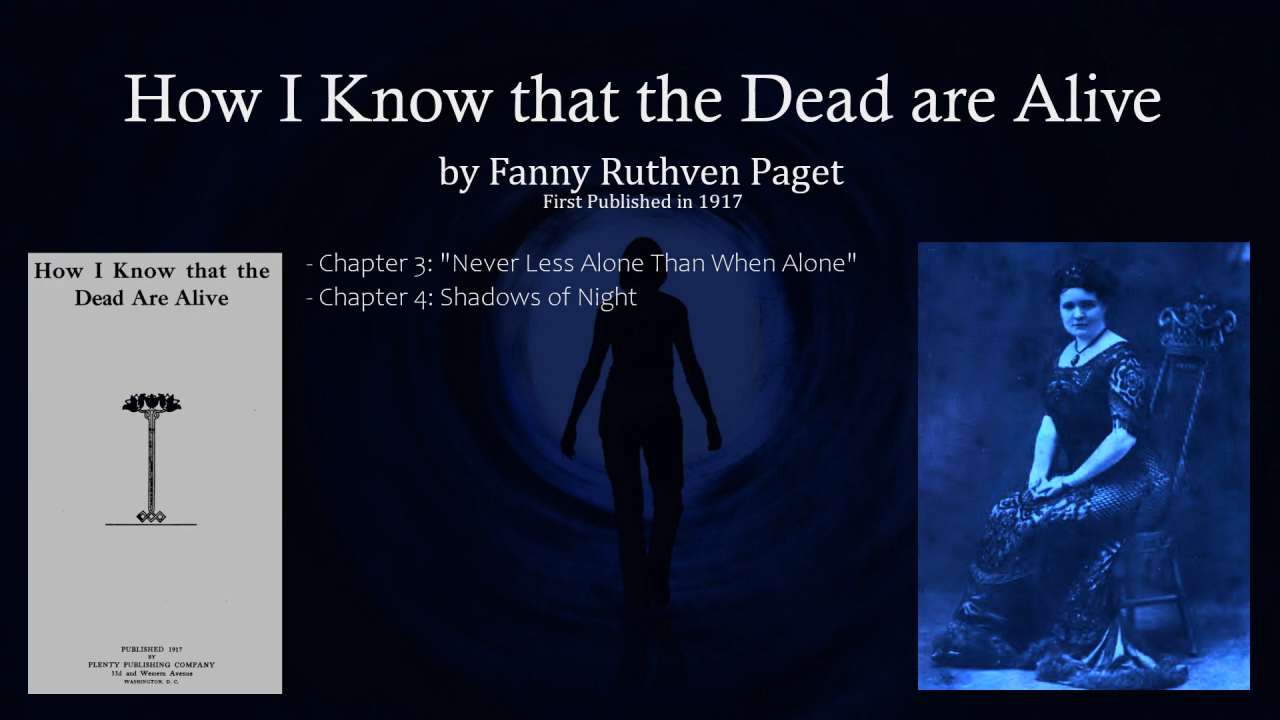 How I Know that the Dead are Alive
by Fanny Ruthven Paget
First Published in 1917
- Chapter 3: "Never Less Alone Than When Alone"
- Chapter 4: Shadows of Night
How I Know that the
Dead Are Alive
PUBLISHED 1917
BY
PLENTY PUBLISHING COMPANY
33d and Western Avenue
WASHINGTON, D. C.